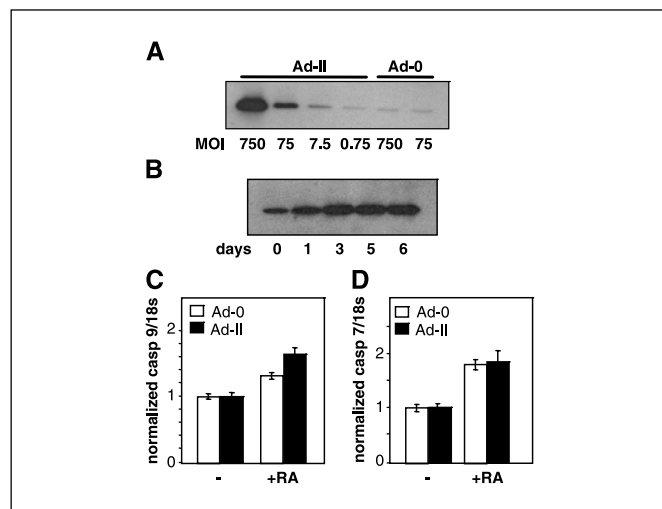 A
Ad-II Ad-0
MOI 750 75 7.5 0.75 750 75
B
days 0 1 3 5 6
C
normalized casp 9/18s
Ad-0
Ad-II
2
1
0
- +RA
D
normalized casp 7/18s
Ad-0
Ad-II
2
1
0
- +RA